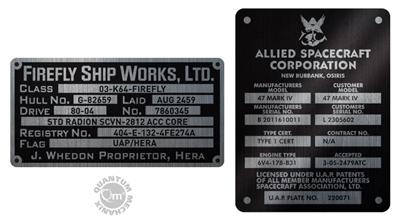 FIREFLY SHIP WORKS, LTD.
CLASS 03-K64-FIREFLY
HULL NO. G-82659 LAID AUG 2459
DRIVE 80-04 NO. 7860345
STD RADION SCVN-2812 ACC CORE
REGISTRY NO. 404-E-132-4FE274A
FLAG UAP/HERA
J. WHEDON PROPRIETOR, HERA
QUANTUM
MECHANIX
Qmx
ALLIED SPACECRAFT
CORPORATION
NEW BURBANK, OSIRIS
MANUFACTURERS MODEL CUSTOMER MODEL
47 MARK IV 47 MARK IV
MANUFACTURERS SERIAL NO. CUSTOMER SERIAL NO.
B 2011610011 L 2305602
TYPE CERT. CONTRACT NO.
TYPE 1 CERT N/A
ENGINE TYPE ACCEPTED
6V4-178-B31 3-05-2479ATC
LICENSED UNDER U.A.P. PATENTS
OF ALL MEMBER MANUFACTURERS
SPACECRAFT ASSOCIATION, LTD.
U.A.P. PLATE NO. 220071